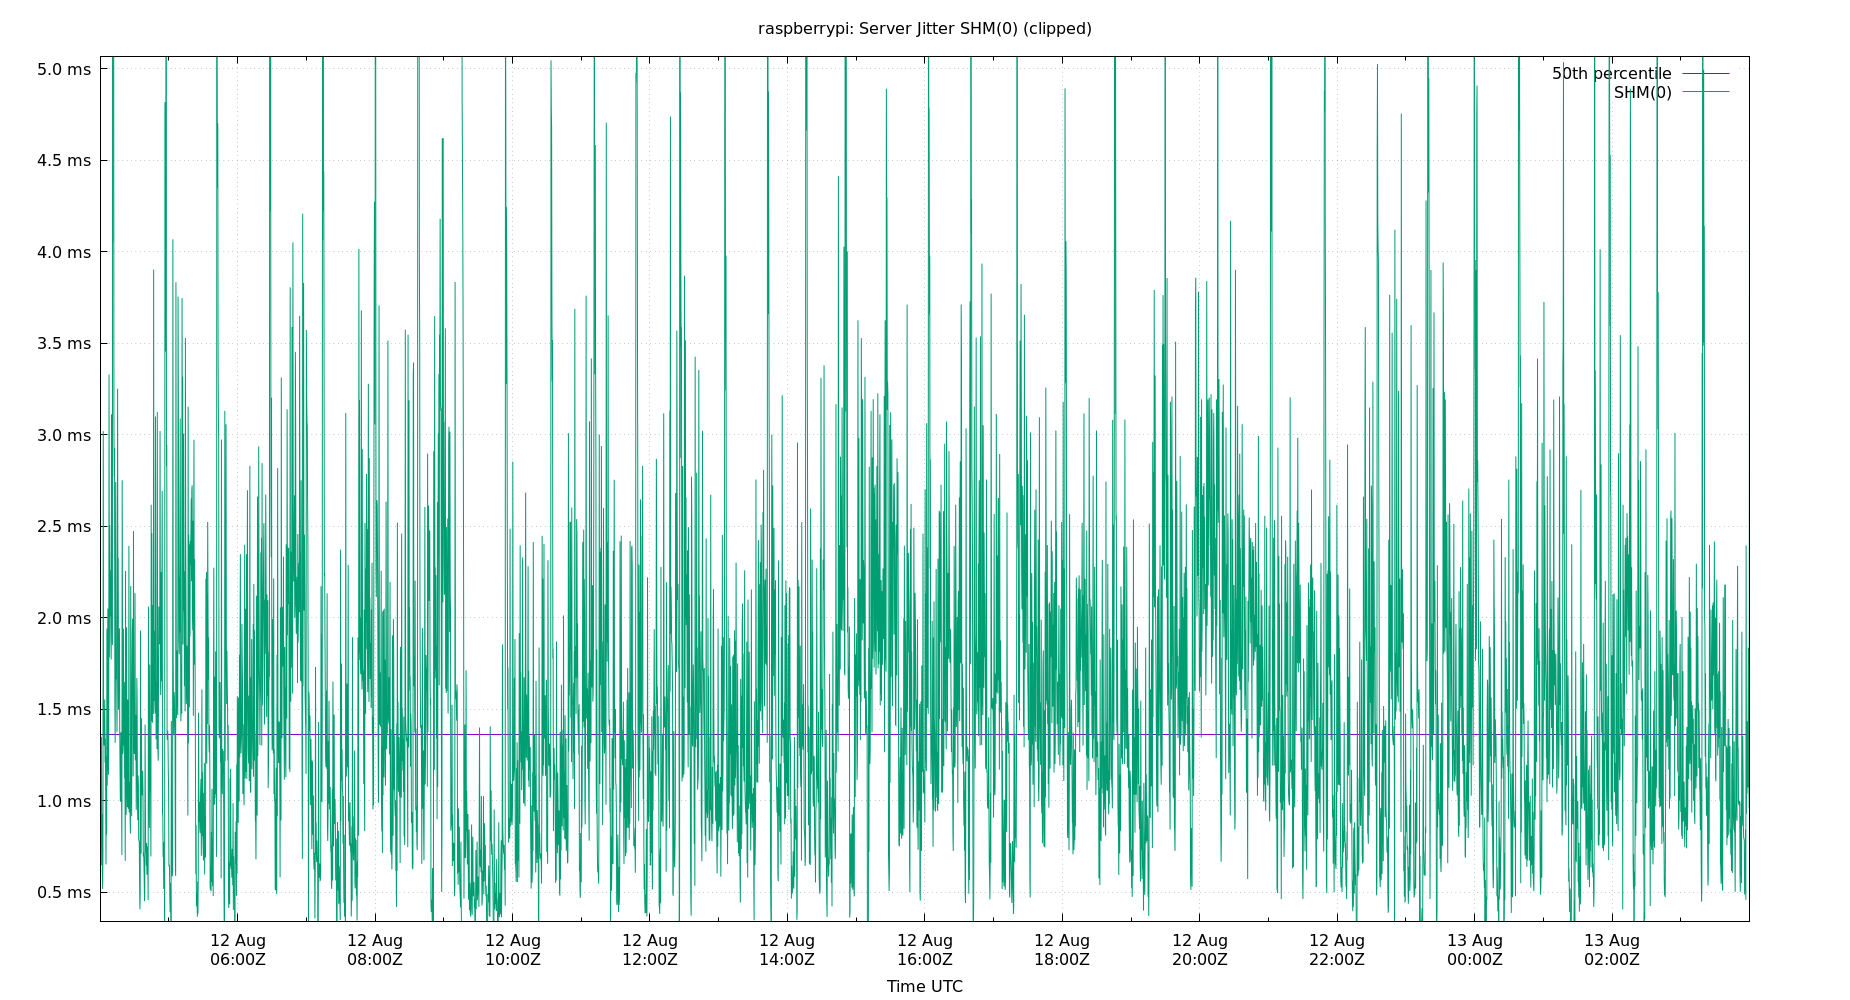 raspberrypi: Server Jitter SHM(0) (clipped)
5.0 ms
4.5 ms
4.0 ms
3.5 ms
3.0 ms
2.5 ms
2.0 ms
1.5 ms
1.0 ms
0.5 ms
50th percentile
SHM(0)
12 Aug 12 Aug 12 Aug 12 Aug 12 Aug 12 Aug 12 Aug 12 Aug 12 Aug 13 Aug 13 Aug
06:00Z 08:00Z 10:00Z 12:00Z 14:00Z 16:00Z 18:00Z 20:00Z 22:00Z 00:00Z 02:00Z
Time UTC